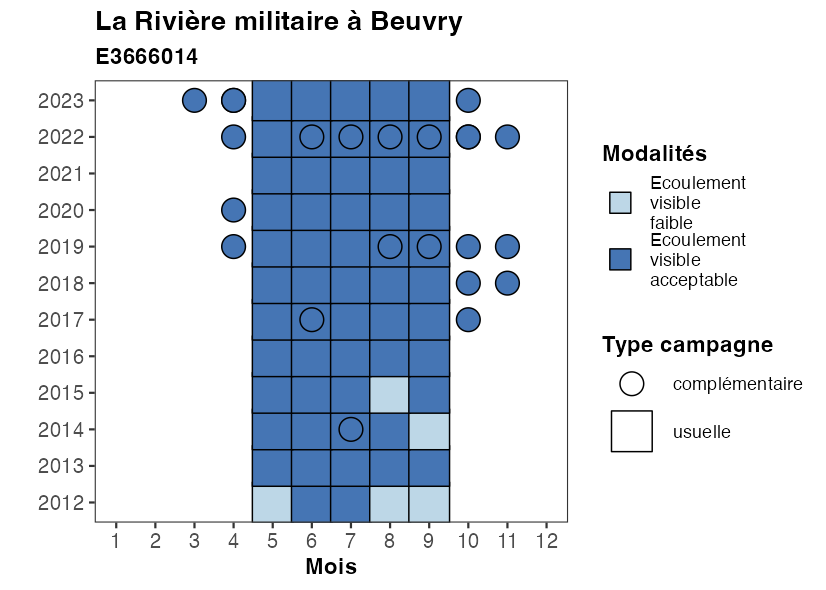 La Rivière militaire à Beuvry
E3666014
2023
2022
2021
2020
2019
2018
2017
2016
2015
2014
2013
2012
1 2 3 4 5 6 7 8 9 10 11 12
Mois
Modalités
Ecoulement
visible
faible
Ecoulement
visible
acceptable
Type campagne
complémentaire
usuelle